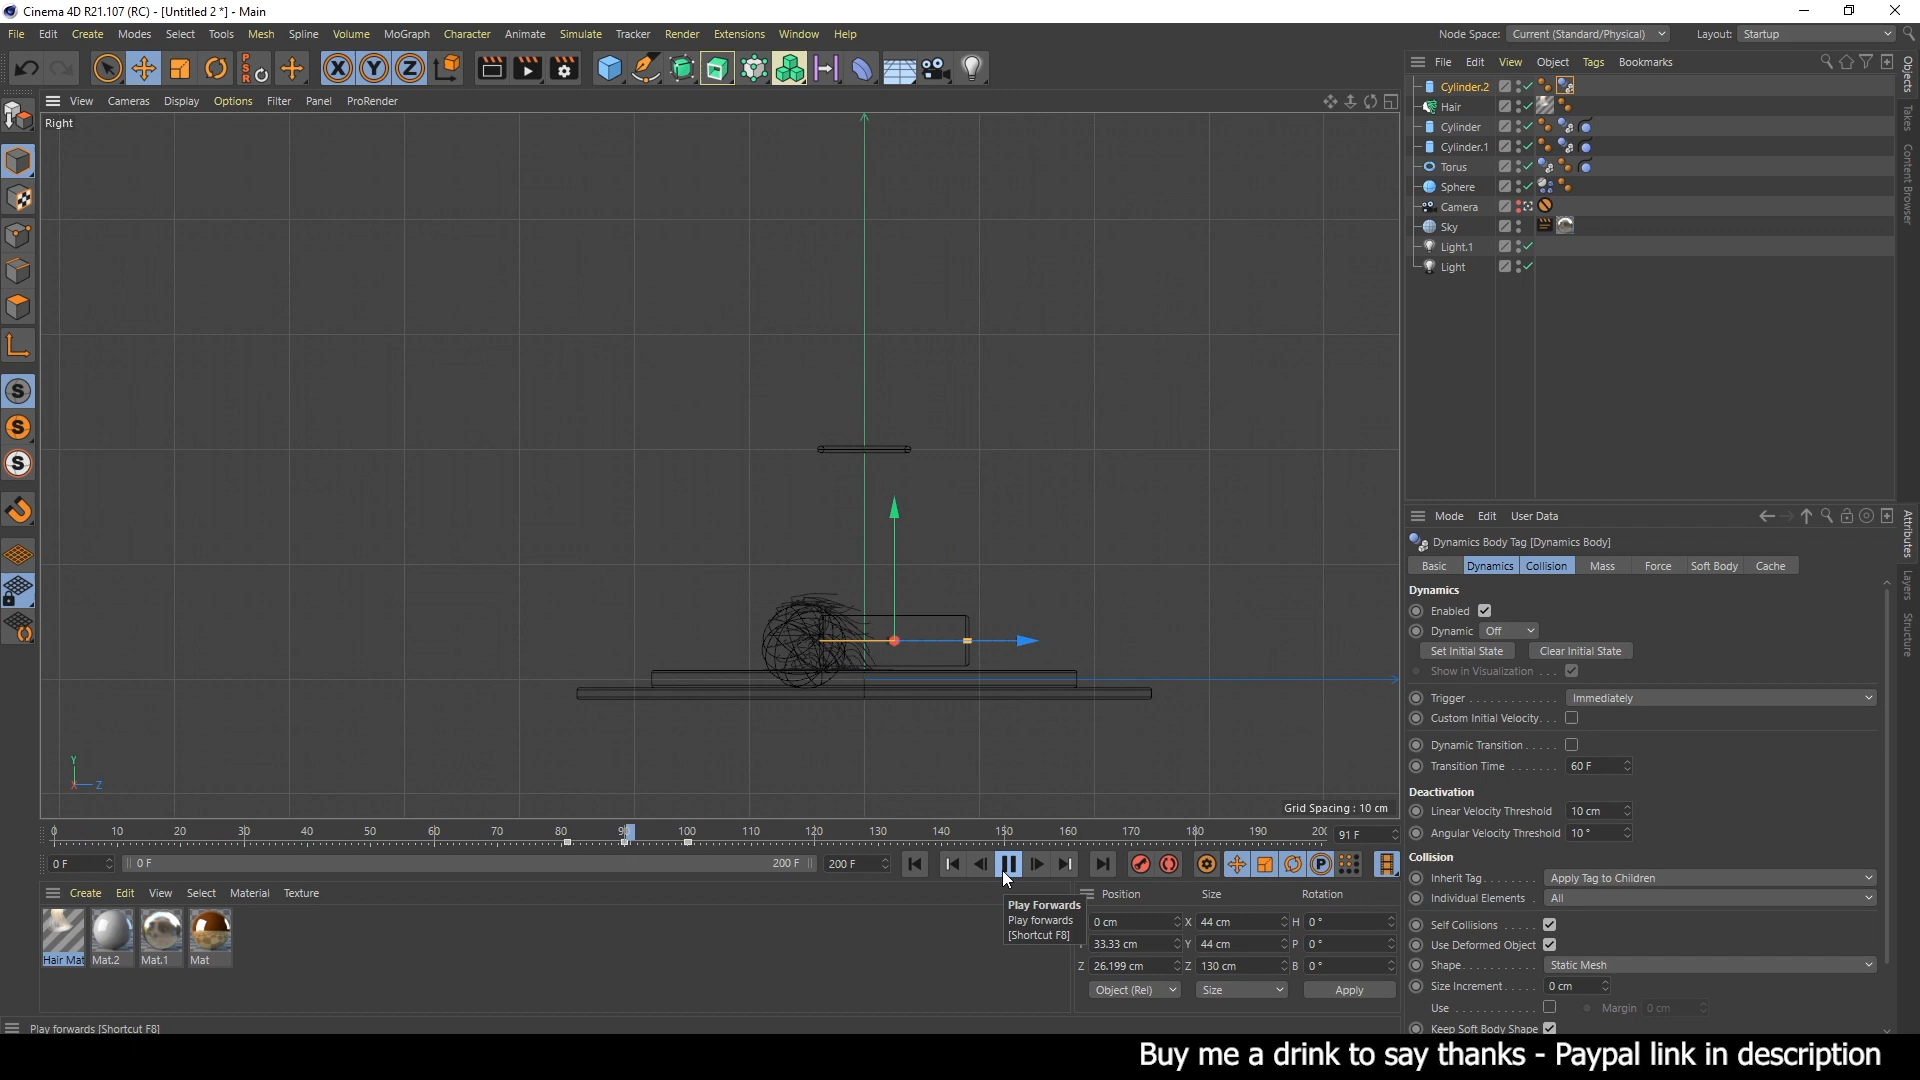 Cinema 4D R21.107 (RC) - [Untitled 2 *] - Main
File Edit Create Modes Select Tools Mesh Spline Volume MoGraph Character Animate Simulate Tracker Render Extensions Window Help
Node Space: Current (Standard/Physical) Layout: Startup
View Cameras Display Options Filter Panel ProRender
File Edit View Object Tags Bookmarks
Right
Cylinder.2
Hair
Cylinder
Cylinder.1
Torus
Sphere
Camera
Sky
Light.1
Light
Objects
Takes
Content Browser
Mode Edit User Data
Dynamics Body Tag [Dynamics Body]
Basic Dynamics Collision Mass Force Soft Body Cache
Dynamics
Enabled
Dynamic Off
Set Initial State Clear Initial State
Show in Visualization
Trigger Immediately
Custom Initial Velocity
Dynamic Transition
Transition Time 60 F
Deactivation
Linear Velocity Threshold 10 cm
Angular Velocity Threshold 10 °
Collision
Inherit Tag Apply Tag to Children
Individual Elements All
Self Collisions
Use Deformed Object
Shape Static Mesh
Size Increment 0 cm
Use Margin 0 cm
Keep Soft Body Shape
Attributes
Layers
Structure
Y
X Z
Grid Spacing : 10 cm
0 10 20 30 40 50 60 70 80 90 100 110 120 130 140 150 160 170 180 190 200 91 F
0 F 0 F 200 F 200 F
Create Edit View Select Material Texture
Hair Mat Mat.2 Mat.1 Mat
Play Forwards
Play forwards
[Shortcut F8]
Position Size Rotation
0 cm X 44 cm H 0 °
33.33 cm Y 44 cm P 0 °
Z 26.199 cm Z 130 cm B 0 °
Object (Rel) Size Apply
Play forwards [Shortcut F8]
Buy me a drink to say thanks - Paypal link in description